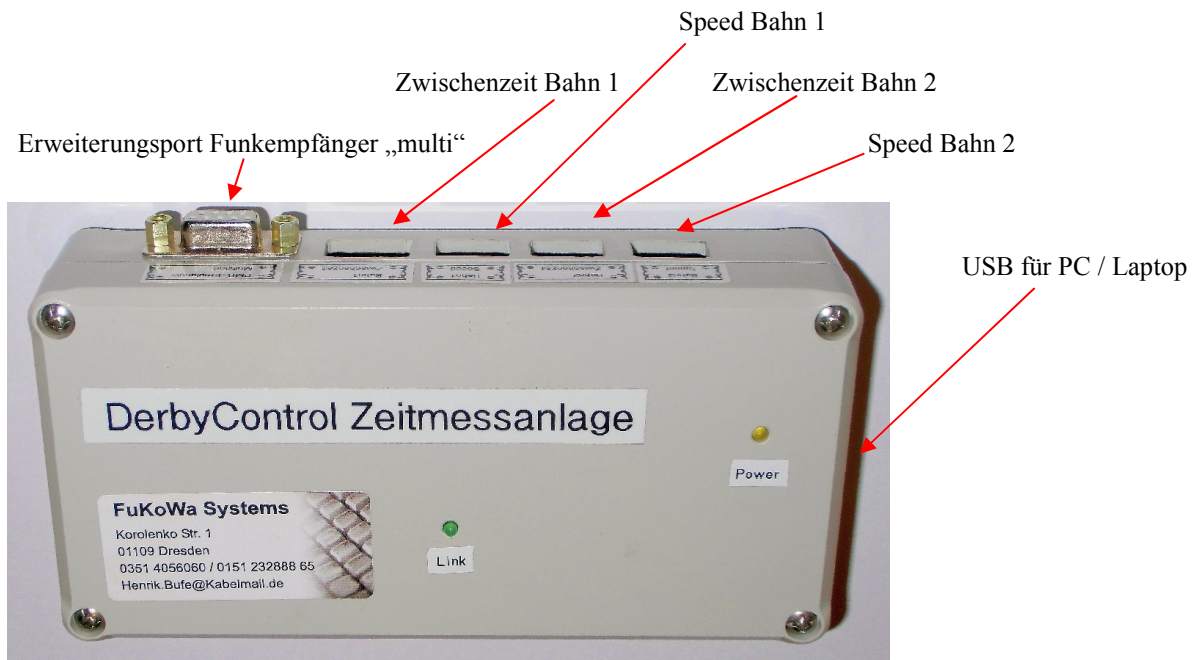 Speed Bahn 1
Zwischenzeit Bahn 1
Zwischenzeit Bahn 2
Erweiterungsport Funkempfänger „multi“
Speed Bahn 2
USB für PC / Laptop
DerbyControl Zeitmessanlage
Power
FuKoWa Systems
Korolenko Str. 1
01109 Dresden
0351 4056060 / 0151 232888 65
Henrik.Bufe@Kabelmail.de
Link